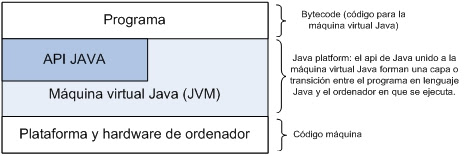 Programa
Bytecode (código para la
máquina virtual Java)
API JAVA
Máquina virtual Java (JVM)
Java platform: el api de Java unido a la
máquina virtual Java forman una capa o
transición entre el programa en lenguaje
Java y el ordenador en que se ejecuta.
Plataforma y hardware de ordenador
Código máquina